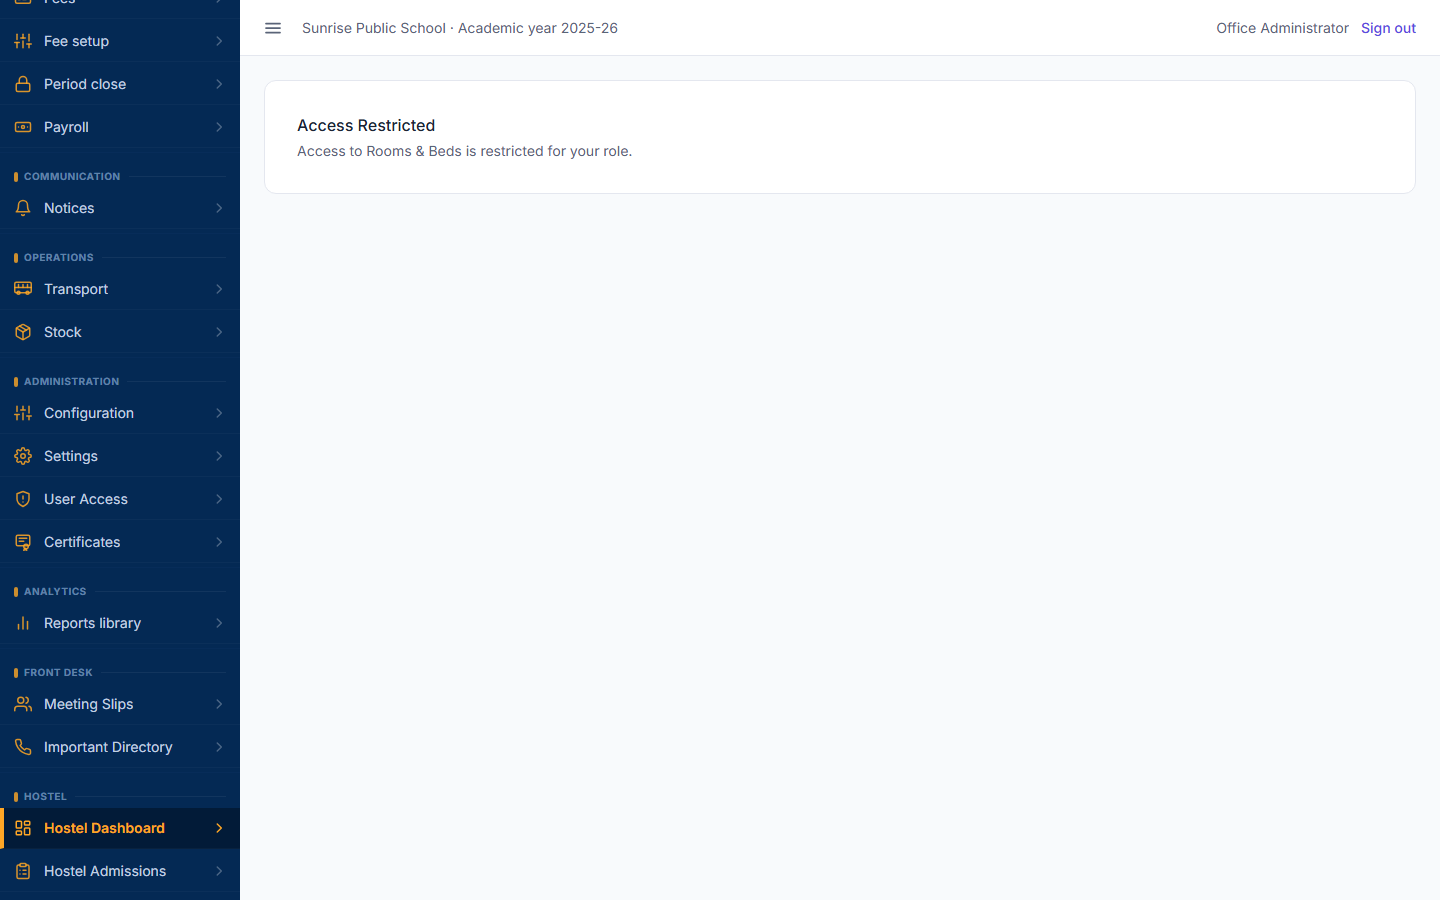 Fees
Fee setup
Period close
Payroll
COMMUNICATION
Notices
OPERATIONS
Transport
Stock
ADMINISTRATION
Configuration
Settings
User Access
Certificates
ANALYTICS
Reports library
FRONT DESK
Meeting Slips
Important Directory
HOSTEL
Hostel Dashboard
Hostel Admissions
Sunrise Public School · Academic year 2025-26
Office Administrator
Sign out
Access Restricted
Access to Rooms & Beds is restricted for your role.